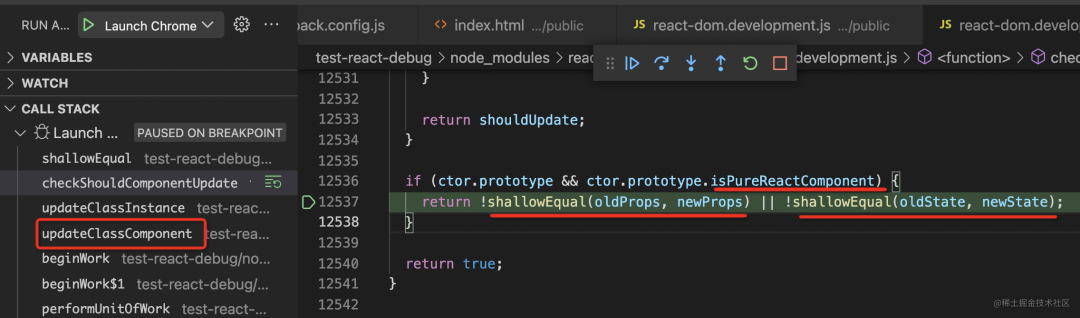 RUN A... Launch Chrome ...
back.config.js index.html .../public JS react-dom.development.js .../public JS react-dom.develo
VARIABLES
WATCH
CALL STACK
Launch ... PAUSED ON BREAKPOINT
shallowEqual test-react-debug...
checkShouldComponentUpdate
updateClassInstance test-reac...
updateClassComponent test-rea...
beginWork test-react-debug/no...
beginWork$1 test-react-debug/...
performUnitOfWork test-react-...
test-react-debug > node_modules > reac development.js > <function> > chec
12531 }
12532
12533 return shouldUpdate;
12534 }
12535
12536 if (ctor.prototype && ctor.prototype.isPureReactComponent) {
12537 return !shallowEqual(oldProps, newProps) || !shallowEqual(oldState, newState);
12538 }
12539
12540 return true;
12541 }
12542
@稀土掘金技术社区